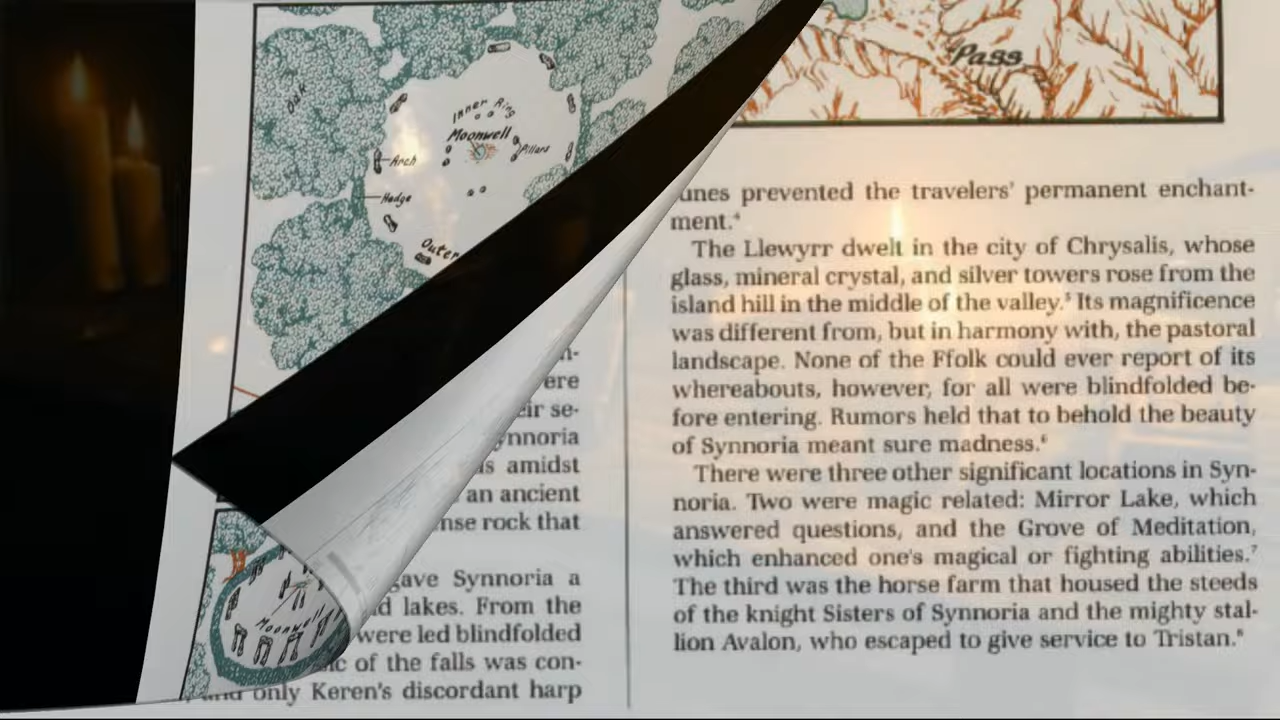 Oak
Inner Ring
Moonwell
Pillars
Arch
Hedge
Outer
Pass
n-
ere
eir se-
ynnoria
is amidst
an ancient
nse rock that
gave Synnoria a
lakes. From the
were led blindfolded
of the falls was con-
only Keren's discordant harp
Moonwell
unes prevented the travelers' permanent enchant-
ment.⁴
The Llewyrr dwelt in the city of Chrysalis, whose
glass, mineral crystal, and silver towers rose from the
island hill in the middle of the valley.⁵ Its magnificence
was different from, but in harmony with, the pastoral
landscape. None of the Ffolk could ever report of its
whereabouts, however, for all were blindfolded be-
fore entering. Rumors held that to behold the beauty
of Synnoria meant sure madness.⁶
There were three other significant locations in Syn-
noria. Two were magic related: Mirror Lake, which
answered questions, and the Grove of Meditation,
which enhanced one's magical or fighting abilities.⁷
The third was the horse farm that housed the steeds
of the knight Sisters of Synnoria and the mighty stal-
lion Avalon, who escaped to give service to Tristan.⁸